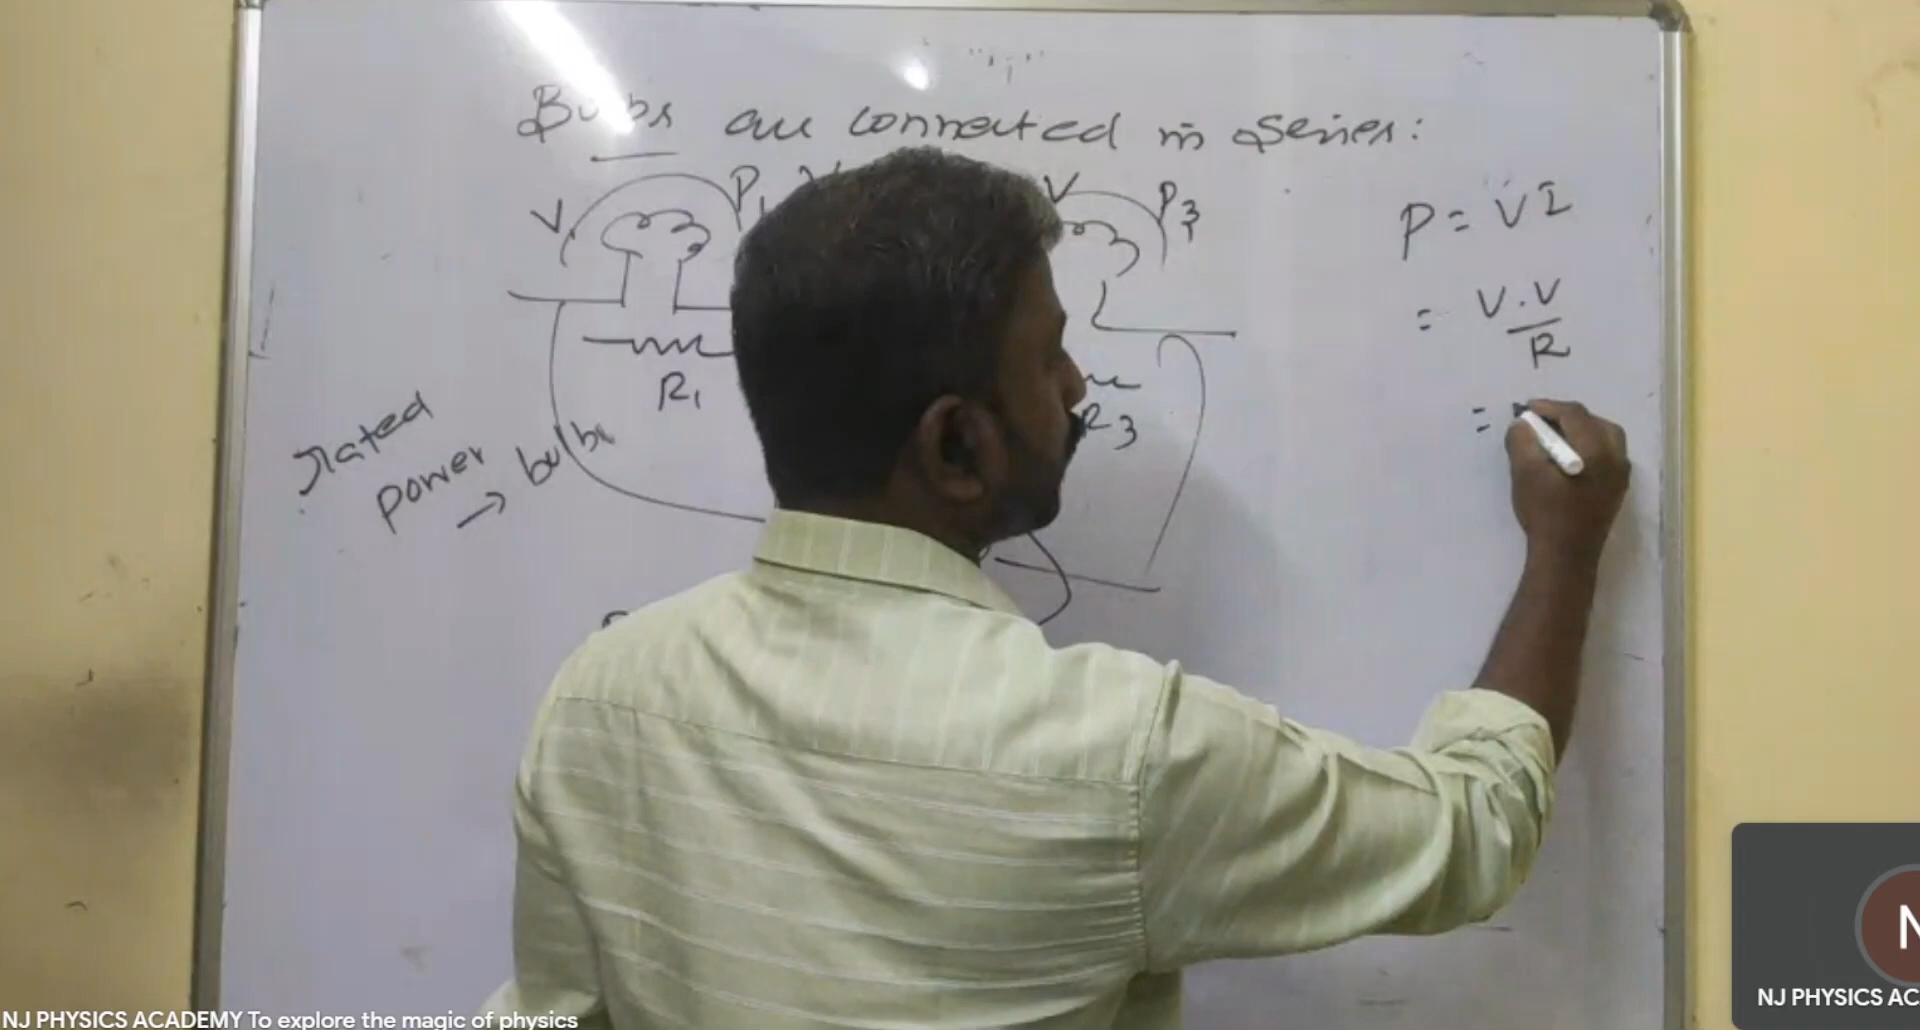 Bulbs are connected in Series:
V P1 V P3
R1 R3
Rated
power
→ bulbs
P = VI
= V.V
R
=
N
NJ PHYSICS AC
NJ PHYSICS ACADEMY To explore the magic of physics